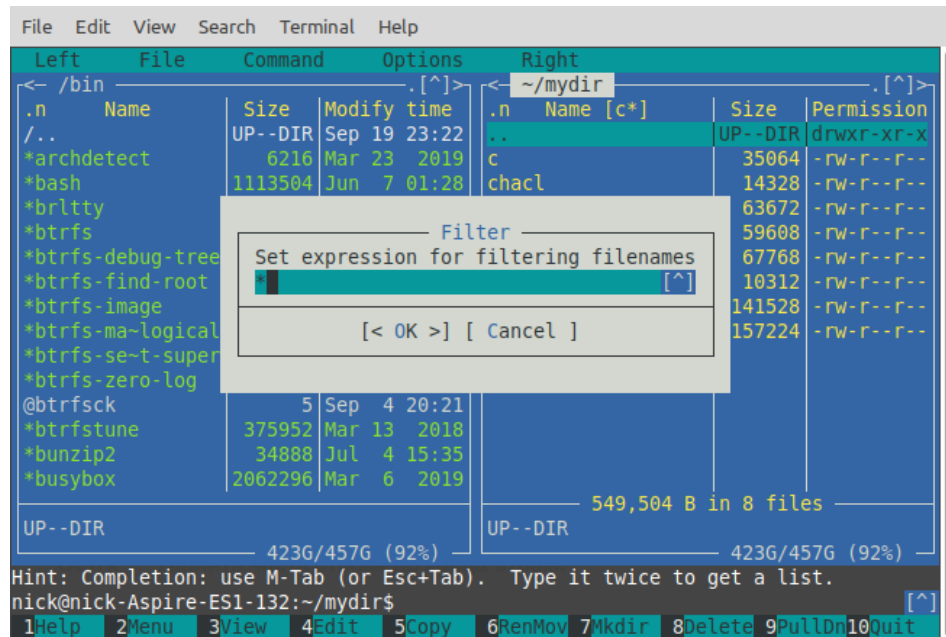 File Edit View Search Terminal Help
Left File Command Options Right
<─ /bin ─.[^]> <─ ~/mydir ─.[^]>
.n Name Size Modify time .n Name [c*] Size Permission
/.. UP--DIR Sep 19 23:22 .. UP--DIR drwxr-xr-x
*archdetect 6216 Mar 23 2019 c 35064 -rw-r--r--
*bash 1113504 Jun 7 01:28 chacl 14328 -rw-r--r--
*brltty 63672 -rw-r--r--
*btrfs Filter 59608 -rw-r--r--
*btrfs-debug-tree Set expression for filtering filenames 67768 -rw-r--r--
*btrfs-find-root * [^] 10312 -rw-r--r--
*btrfs-image 141528 -rw-r--r--
*btrfs-ma~logical [< OK >] [ Cancel ] 157224 -rw-r--r--
*btrfs-se~t-super
*btrfs-zero-log
@btrfsck 5 Sep 4 20:21
*btrfstune 375952 Mar 13 2018
*bunzip2 34888 Jul 4 15:35
*busybox 2062296 Mar 6 2019
549,504 B in 8 files
UP--DIR UP--DIR
423G/457G (92%) 423G/457G (92%)
Hint: Completion: use M-Tab (or Esc+Tab). Type it twice to get a list.
nick@nick-Aspire-ES1-132:~/mydir$ [^]
1Help 2Menu 3View 4Edit 5Copy 6RenMov 7Mkdir 8Delete 9PullDn 10Quit